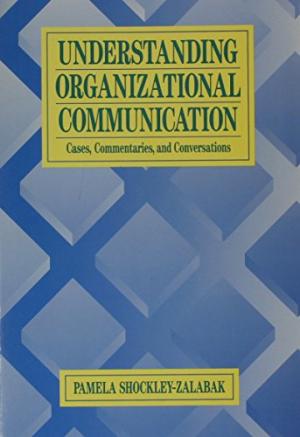 UNDERSTANDING
ORGANIZATIONAL
COMMUNICATION
Cases, Commentaries, and Conversations
PAMELA SHOCKLEY-ZALABAK